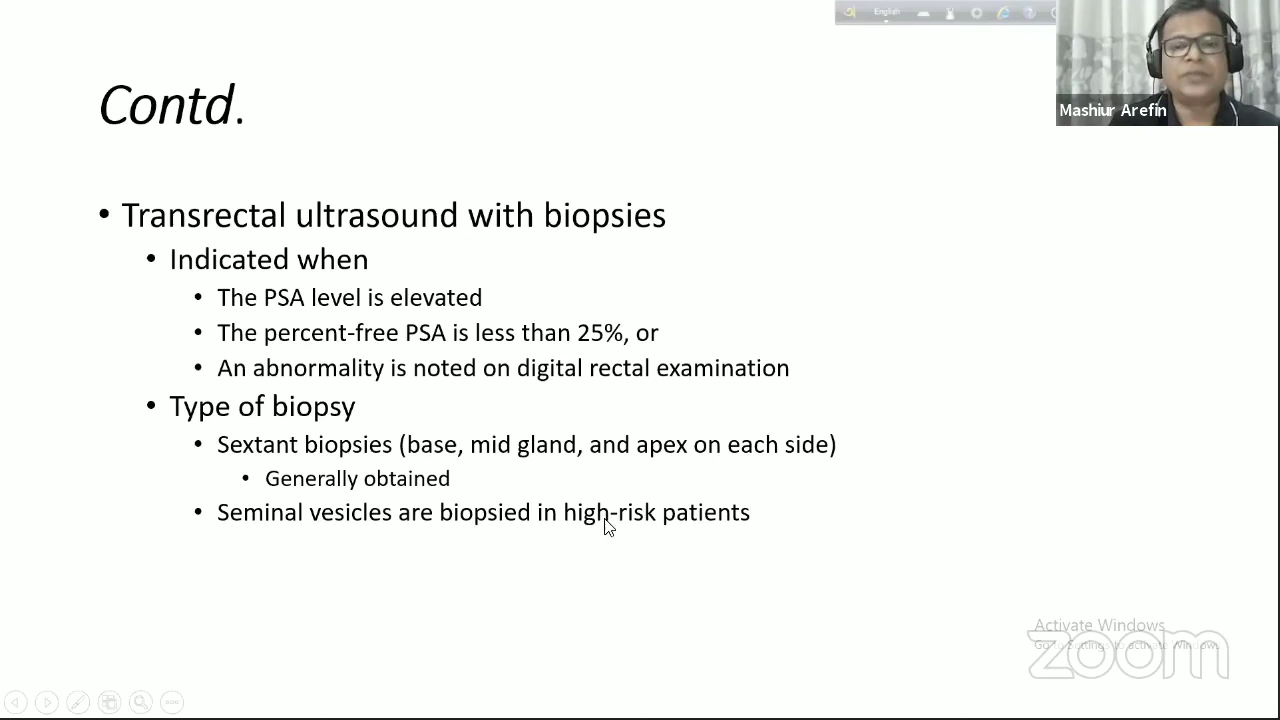 English
Mashiur Arefin
Contd.
• Transrectal ultrasound with biopsies
• Indicated when
• The PSA level is elevated
• The percent-free PSA is less than 25%, or
• An abnormality is noted on digital rectal examination
• Type of biopsy
• Sextant biopsies (base, mid gland, and apex on each side)
• Generally obtained
• Seminal vesicles are biopsied in high-risk patients
Activate Windows
Go to Settings to activate Windows.
zoom